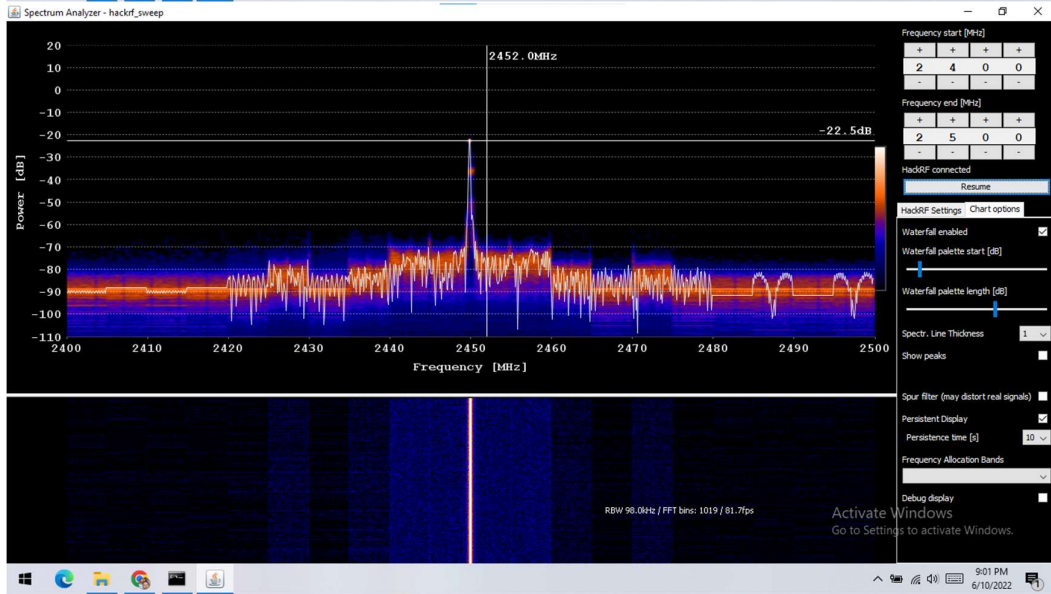 Spectrum Analyzer - hackrf_sweep
20
10
0
-10
-20
-30
-40
-50
-60
-70
-80
-90
-100
-110
Power [dB]
2452.0MHz
-22.5dB
2400 2410 2420 2430 2440 2450 2460 2470 2480 2490 2500
Frequency [MHz]
RBW 98.0kHz / FFT bins: 1019 / 81.7fps
Frequency start [MHz]
+ + + +
2 4 0 0
- - - -
Frequency end [MHz]
+ + + +
2 5 0 0
- - - -
HackRF connected
Resume
HackRF Settings Chart options
Waterfall enabled
Waterfall palette start [dB]
Waterfall palette length [dB]
Spectr. Line Thickness 1
Show peaks
Spur filter (may distort real signals)
Persistent Display
Persistence time [s] 10
Frequency Allocation Bands
Debug display
Activate Windows
Go to Settings to activate Windows.
9:01 PM
6/10/2022
1